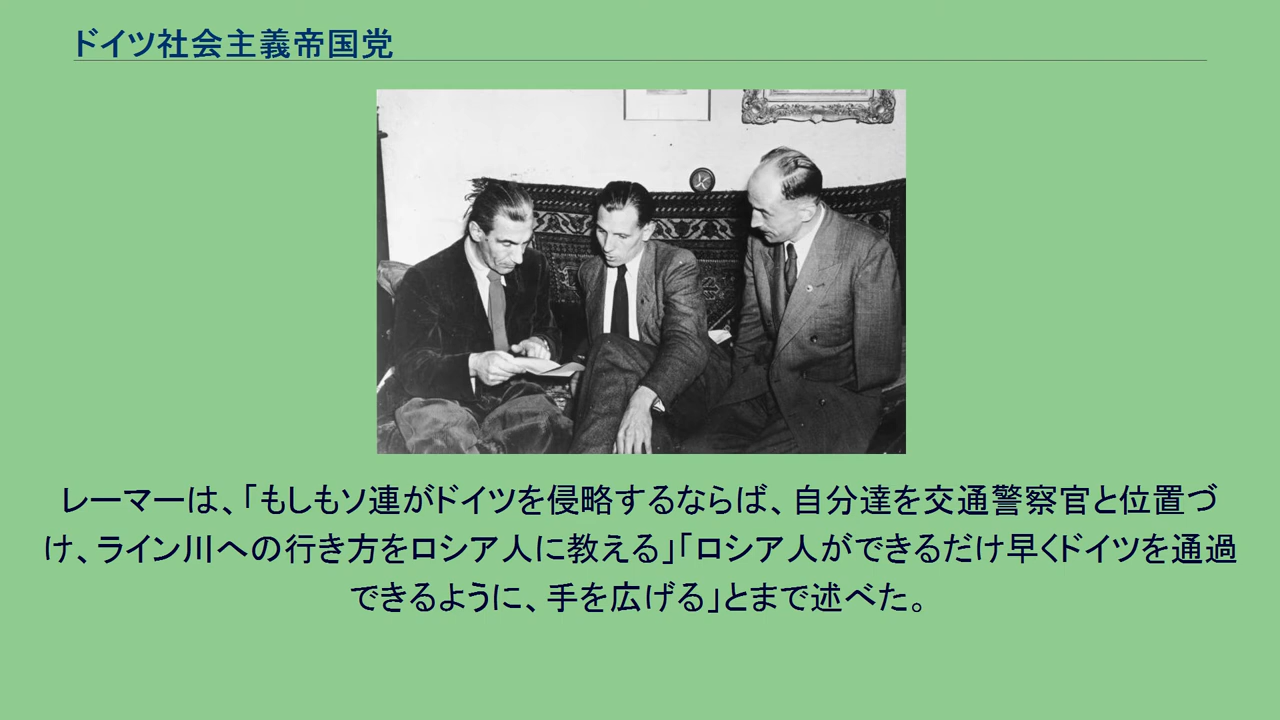 ドイツ社会主義帝国党
レーマーは、「もしもソ連がドイツを侵略するならば、自分達を交通警察官と位置づ
け、ライン川への行き方をロシア人に教える」「ロシア人ができるだけ早くドイツを通過
できるように、手を広げる」とまで述べた。